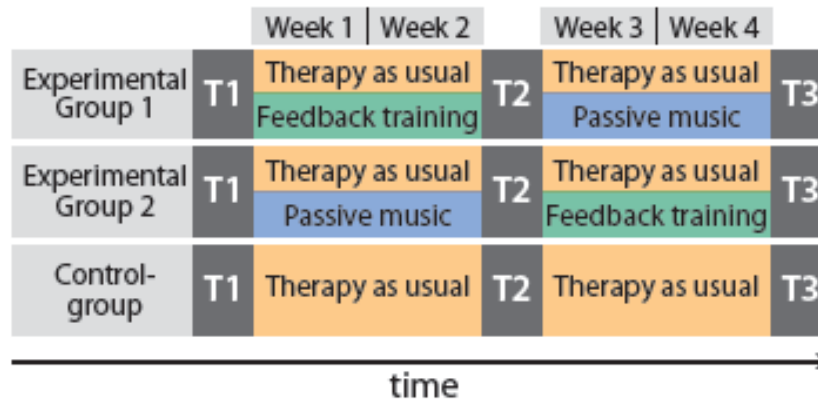 Week 1 Week 2 Week 3 Week 4
Experimental
Group 1
T1
Therapy as usual
Feedback training
T2
Therapy as usual
Passive music
T3
Experimental
Group 2
T1
Therapy as usual
Passive music
T2
Therapy as usual
Feedback training
T3
Control-
group
T1
Therapy as usual
T2
Therapy as usual
T3
time